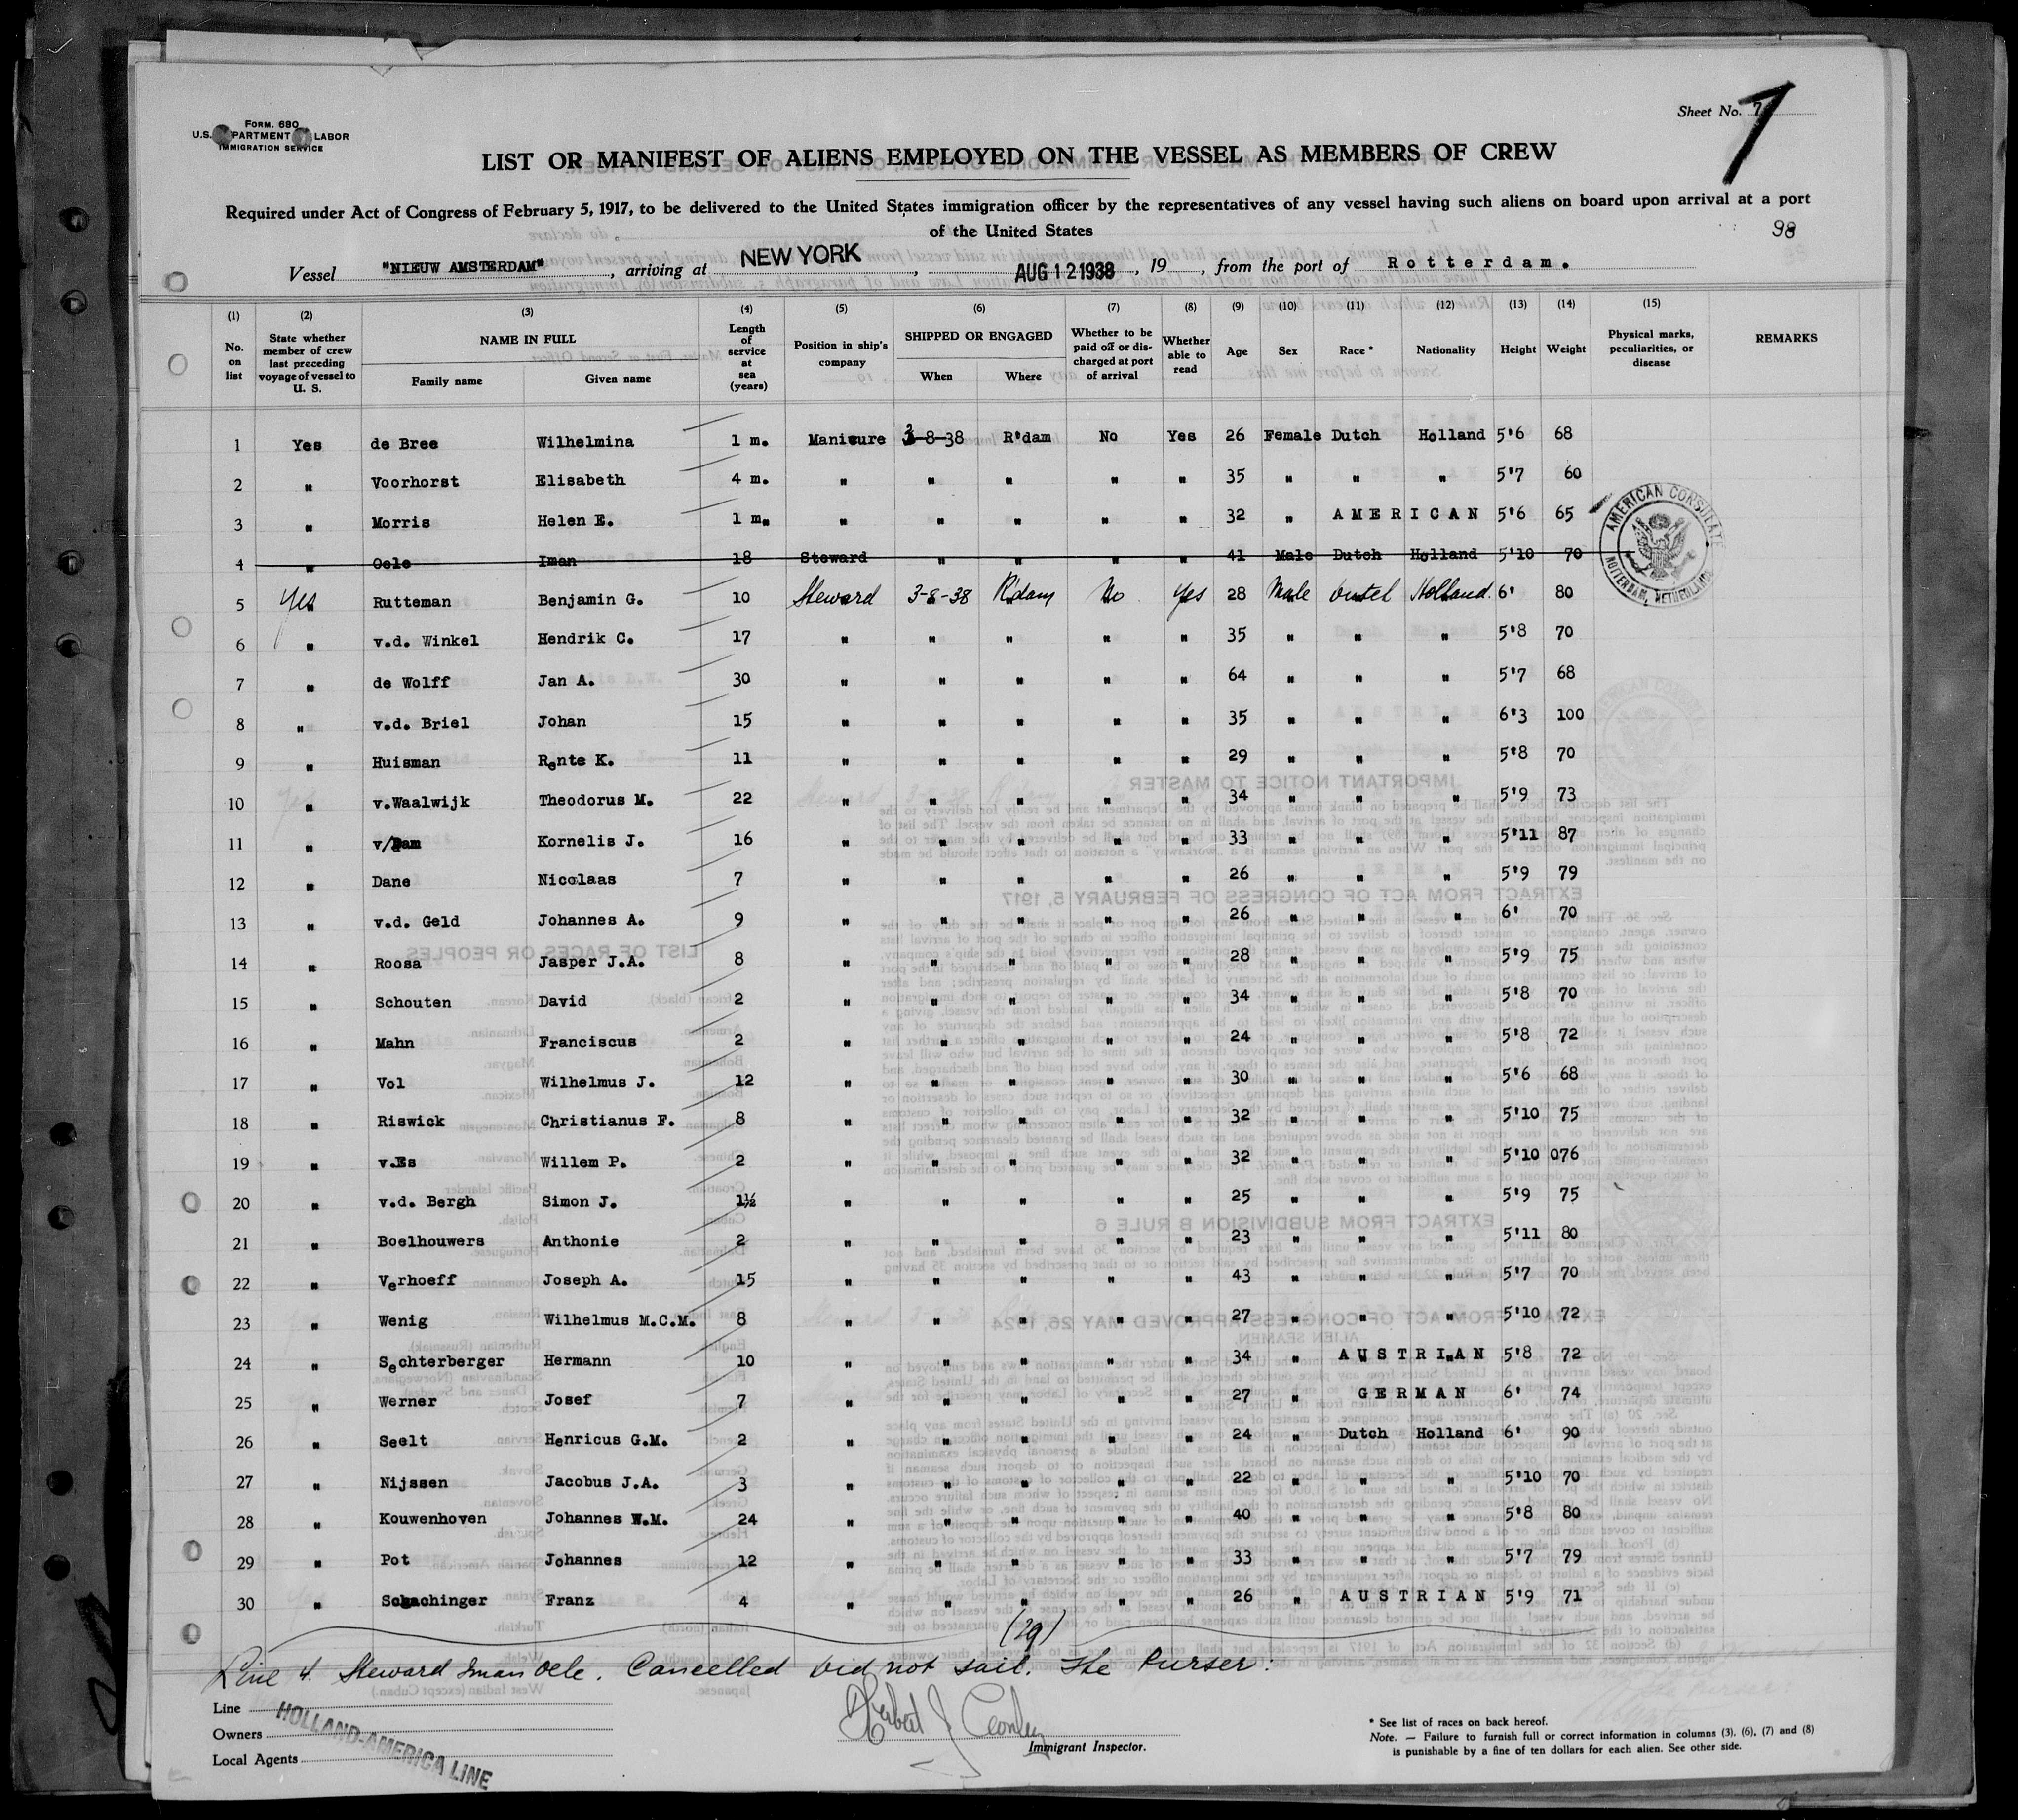 Sheet No. 7
7
Form. 680
U.S. DEPARTMENT OF LABOR
IMMIGRATION SERVICE
LIST OR MANIFEST OF ALIENS EMPLOYED ON THE VESSEL AS MEMBERS OF CREW
Required under Act of Congress of February 5, 1917, to be delivered to the United States immigration officer by the representatives of any vessel having such aliens on board upon arrival at a port
of the United States
98
Vessel "NIEUW AMSTERDAM", arriving at NEW YORK, AUG 12 1938, 19 , from the port of Rotterdam.
(1) (2) (3) (4) (5) (6) (7) (8) (9) (10) (11) (12) (13) (14) (15)
No. on list State whether member of crew last preceding voyage of vessel to U. S. NAME IN FULL Family name Given name Length of service at sea (years) Position in ship's company SHIPPED OR ENGAGED When Where Whether to be paid off or discharged at port of arrival Whether able to read Age Sex Race * Nationality Height Weight Physical marks, peculiarities, or disease REMARKS
1 Yes de Bree Wilhelmina 1 m. Manicure 3-8-38 R'dam No Yes 26 Female Dutch Holland 5'6 68
2 " Voorhorst Elisabeth 4 m. " " " " " 35 " " " 5'7 60
3 " Morris Helen E. 1 m. " " " " " 32 " AMERICAN 5'6 65
4 " Oele Iman 18 Steward " " " " 41 Male Dutch Holland 5'10 70
AMERICAN CONSULATE ROTTERDAM, NETHERLANDS
5 Yes Rutteman Benjamin G. 10 Steward 3-8-38 R'dam No Yes 28 Male Dutch Holland. 6' 80
6 " v.d. Winkel Hendrik C. 17 " " " " " 35 " " " 5'8 70
7 " de Wolff Jan A. 30 " " " " " 64 " " " 5'7 68
8 " v.d. Briel Johan 15 " " " " " 35 " " " 6'3 100
9 " Huisman Rente K. 11 " " " " " 29 " " " 5'8 70
10 " v.Waalwijk Theodorus M. 22 " " " " " 34 " " " 5'9 73
11 " v/Dam Kornelis J. 16 " " " " " 33 " " " 5'11 87
12 " Dane Nicolaas 7 " " " " " 26 " " " 5'9 79
13 " v.d. Geld Johannes A. 9 " " " " " 26 " " " 6' 70
14 " Roosa Jasper J.A. 8 " " " " " 28 " " " 5'9 75
15 " Schouten David 2 " " " " " 34 " " " 5'8 70
16 " Mahn Franciscus 2 " " " " " 24 " " " 5'8 72
17 " Vol Wilhelmus J. 12 " " " " " 30 " " " 5'6 68
18 " Riswick Christianus F. 8 " " " " " 32 " " " 5'10 75
19 " v.Es Willem P. 2 " " " " " 32 " " " 5'10 076
20 " v.d. Bergh Simon J. 1½ " " " " " 25 " " " 5'9 75
21 " Boelhouwers Anthonie 2 " " " " " 23 " " " 5'11 80
22 " Verhoeff Joseph A. 15 " " " " " 43 " " " 5'7 70
23 " Wenig Wilhelmus M.C.M. 8 " " " " " 27 " " " 5'10 72
24 " Sechterberger Hermann 10 " " " " " 34 " AUSTRIAN 5'8 72
25 " Werner Josef 7 " " " " " 27 " GERMAN 6' 74
26 " Seelt Henricus G.M. 2 " " " " " 24 " Dutch Holland 6' 90
27 " Nijssen Jacobus J.A. 3 " " " " " 22 " " " 5'10 70
28 " Kouwenhoven Johannes W.M. 24 " " " " " 40 " " " 5'8 80
29 " Pot Johannes 12 " " " " " 33 " " " 5'7 79
30 " Schachinger Franz 4 " " " " " 26 " AUSTRIAN 5'9 71
(29)
Line 4. Steward Iman Oele. Cancelled Did not sail. The Purser:
Line
Owners HOLLAND-AMERICA LINE
Local Agents
Immigrant Inspector.
* See list of races on back hereof.
Note. — Failure to furnish full or correct information in columns (3), (6), (7) and (8)
is punishable by a fine of ten dollars for each alien. See other side.